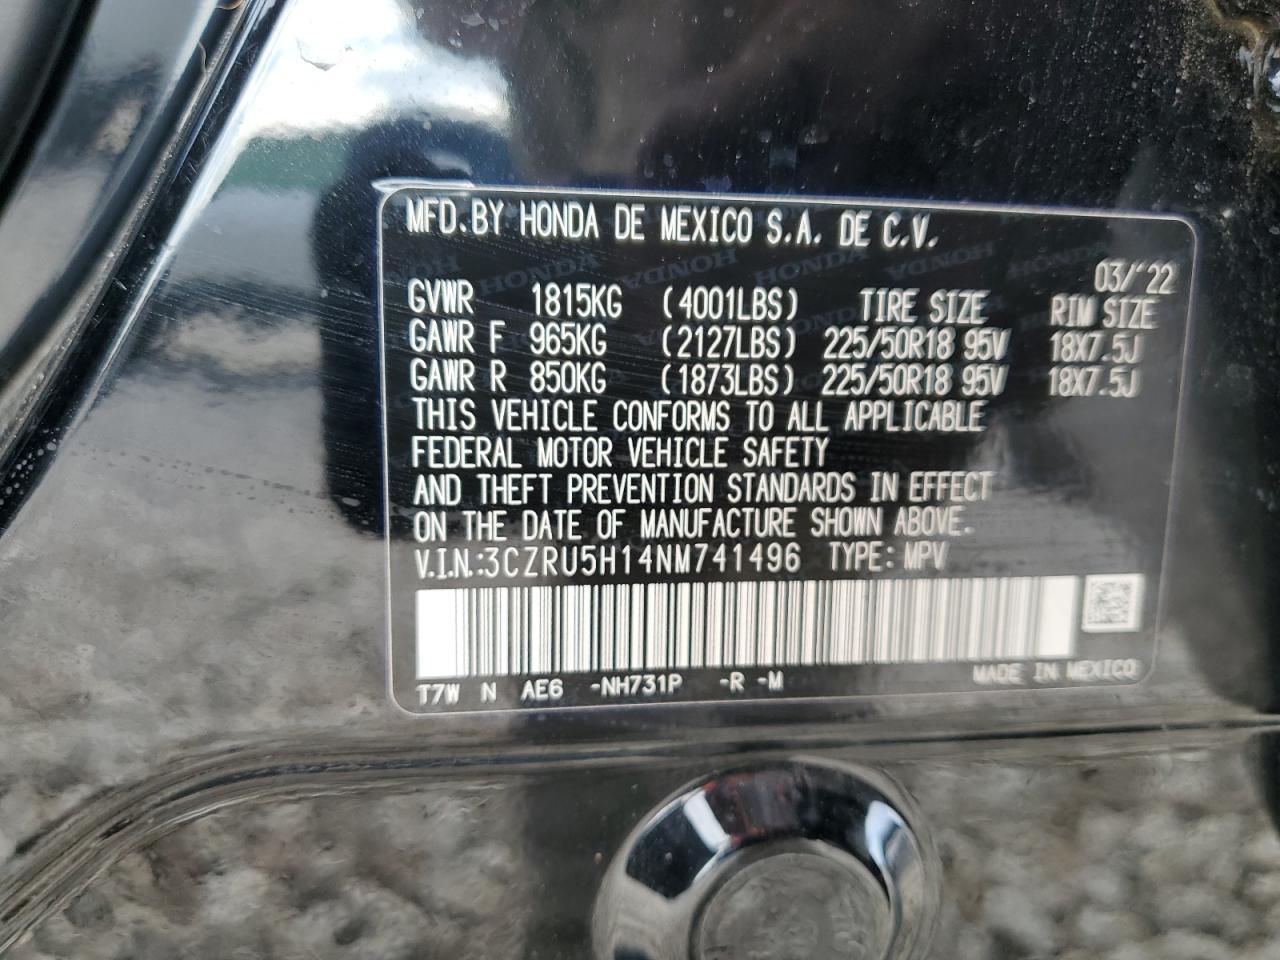 MFD.BY HONDA DE MEXICO S.A. DE C.V.
03/'22
GVWR 1815KG (4001LBS) TIRE SIZE RIM SIZE
GAWR F 965KG (2127LBS) 225/50R18 95V 18X7.5J
GAWR R 850KG (1873LBS) 225/50R18 95V 18X7.5J
THIS VEHICLE CONFORMS TO ALL APPLICABLE
FEDERAL MOTOR VEHICLE SAFETY
AND THEFT PREVENTION STANDARDS IN EFFECT
ON THE DATE OF MANUFACTURE SHOWN ABOVE.
V.I.N.:3CZRU5H14NM741496 TYPE: MPV
T7W N AE6 -NH731P -R -M MADE IN MEXICO